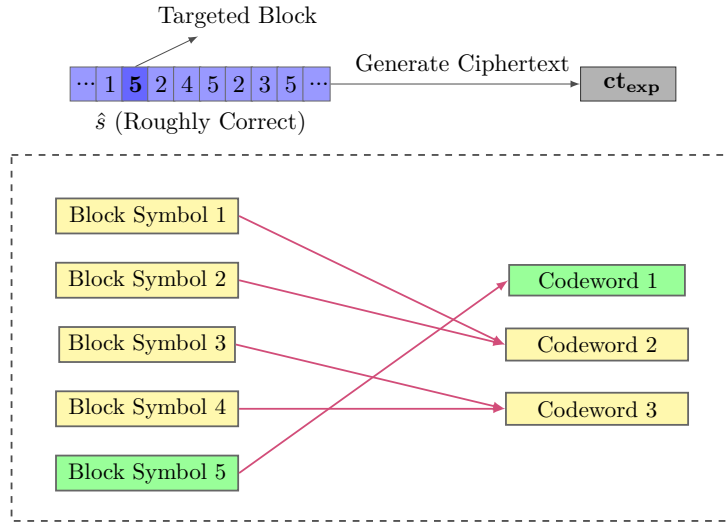 Targeted Block
··· 1 5 2 4 5 2 3 5 ···
Generate Ciphertext
ct_exp
ŝ (Roughly Correct)
Block Symbol 1
Block Symbol 2
Block Symbol 3
Block Symbol 4
Block Symbol 5
Codeword 1
Codeword 2
Codeword 3